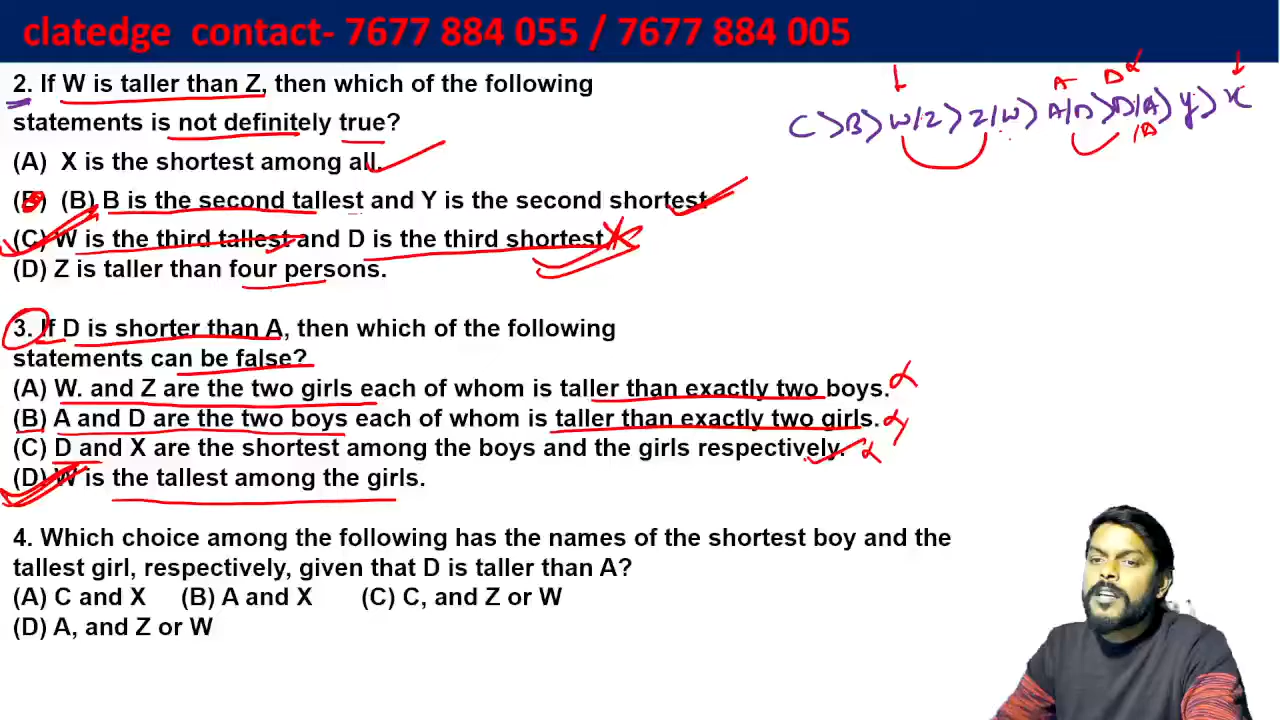 clatedge contact- 7677 884 055 / 7677 884 005
2. If W is taller than Z, then which of the following
statements is not definitely true?
(A) X is the shortest among all.
(B) (B) B is the second tallest and Y is the second shortest
(C) W is the third tallest and D is the third shortest
(D) Z is taller than four persons.
C > B > W/Z > Z(W) > A/D > D/A > y > x
A D
/D
3. If D is shorter than A, then which of the following
statements can be false?
(A) W. and Z are the two girls each of whom is taller than exactly two boys.
(B) A and D are the two boys each of whom is taller than exactly two girls.
(C) D and X are the shortest among the boys and the girls respectively.
(D) W is the tallest among the girls.
4. Which choice among the following has the names of the shortest boy and the
tallest girl, respectively, given that D is taller than A?
(A) C and X (B) A and X (C) C, and Z or W
(D) A, and Z or W